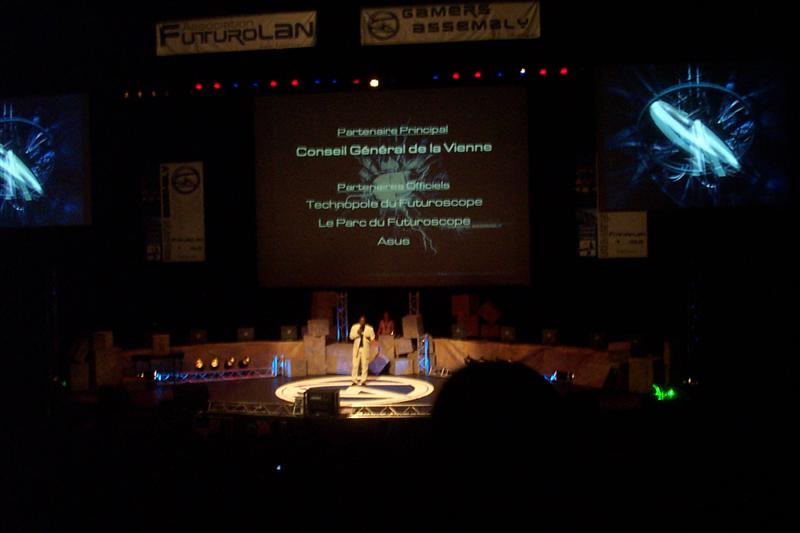 Association
FUTUROLAN
GAMERS
ASSEMBLY
Partenaire Principal
Conseil Général de la Vienne
Partenaires Officiels
Technopole du Futuroscope
Le Parc du Futuroscope
Asus